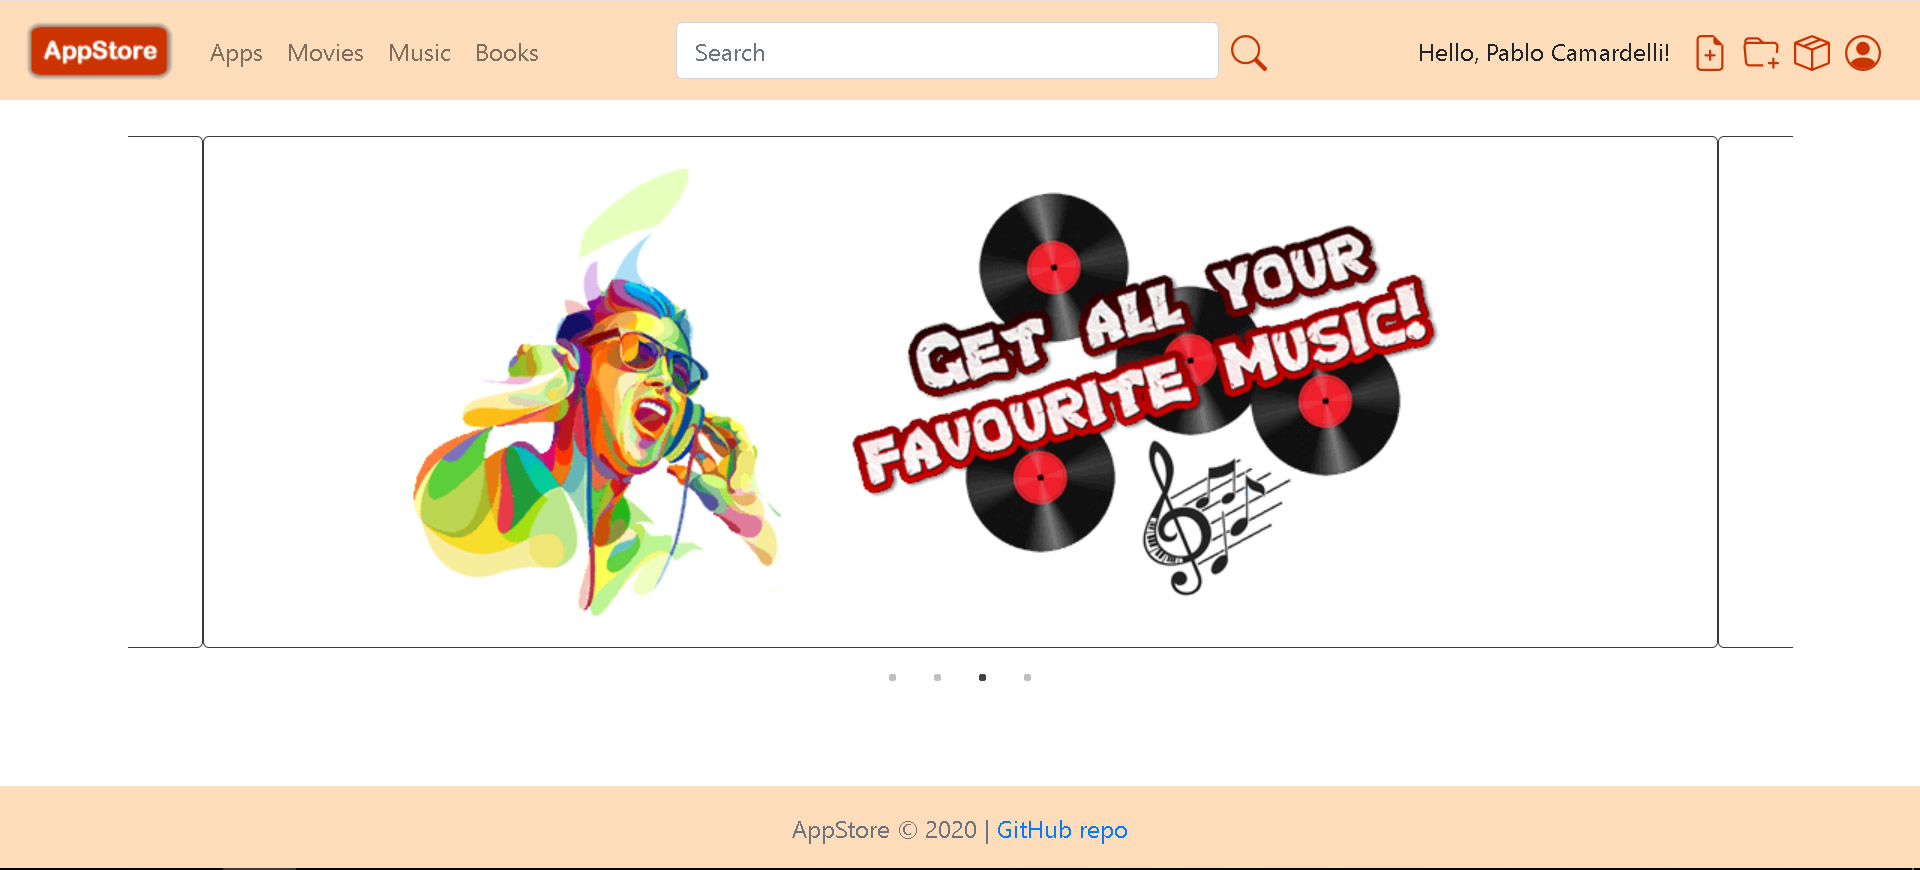 AppStore Apps Movies Music Books Search Hello, Pablo Camardelli!
GET ALL YOUR
FAVOURITE MUSIC!
AppStore © 2020 | GitHub repo